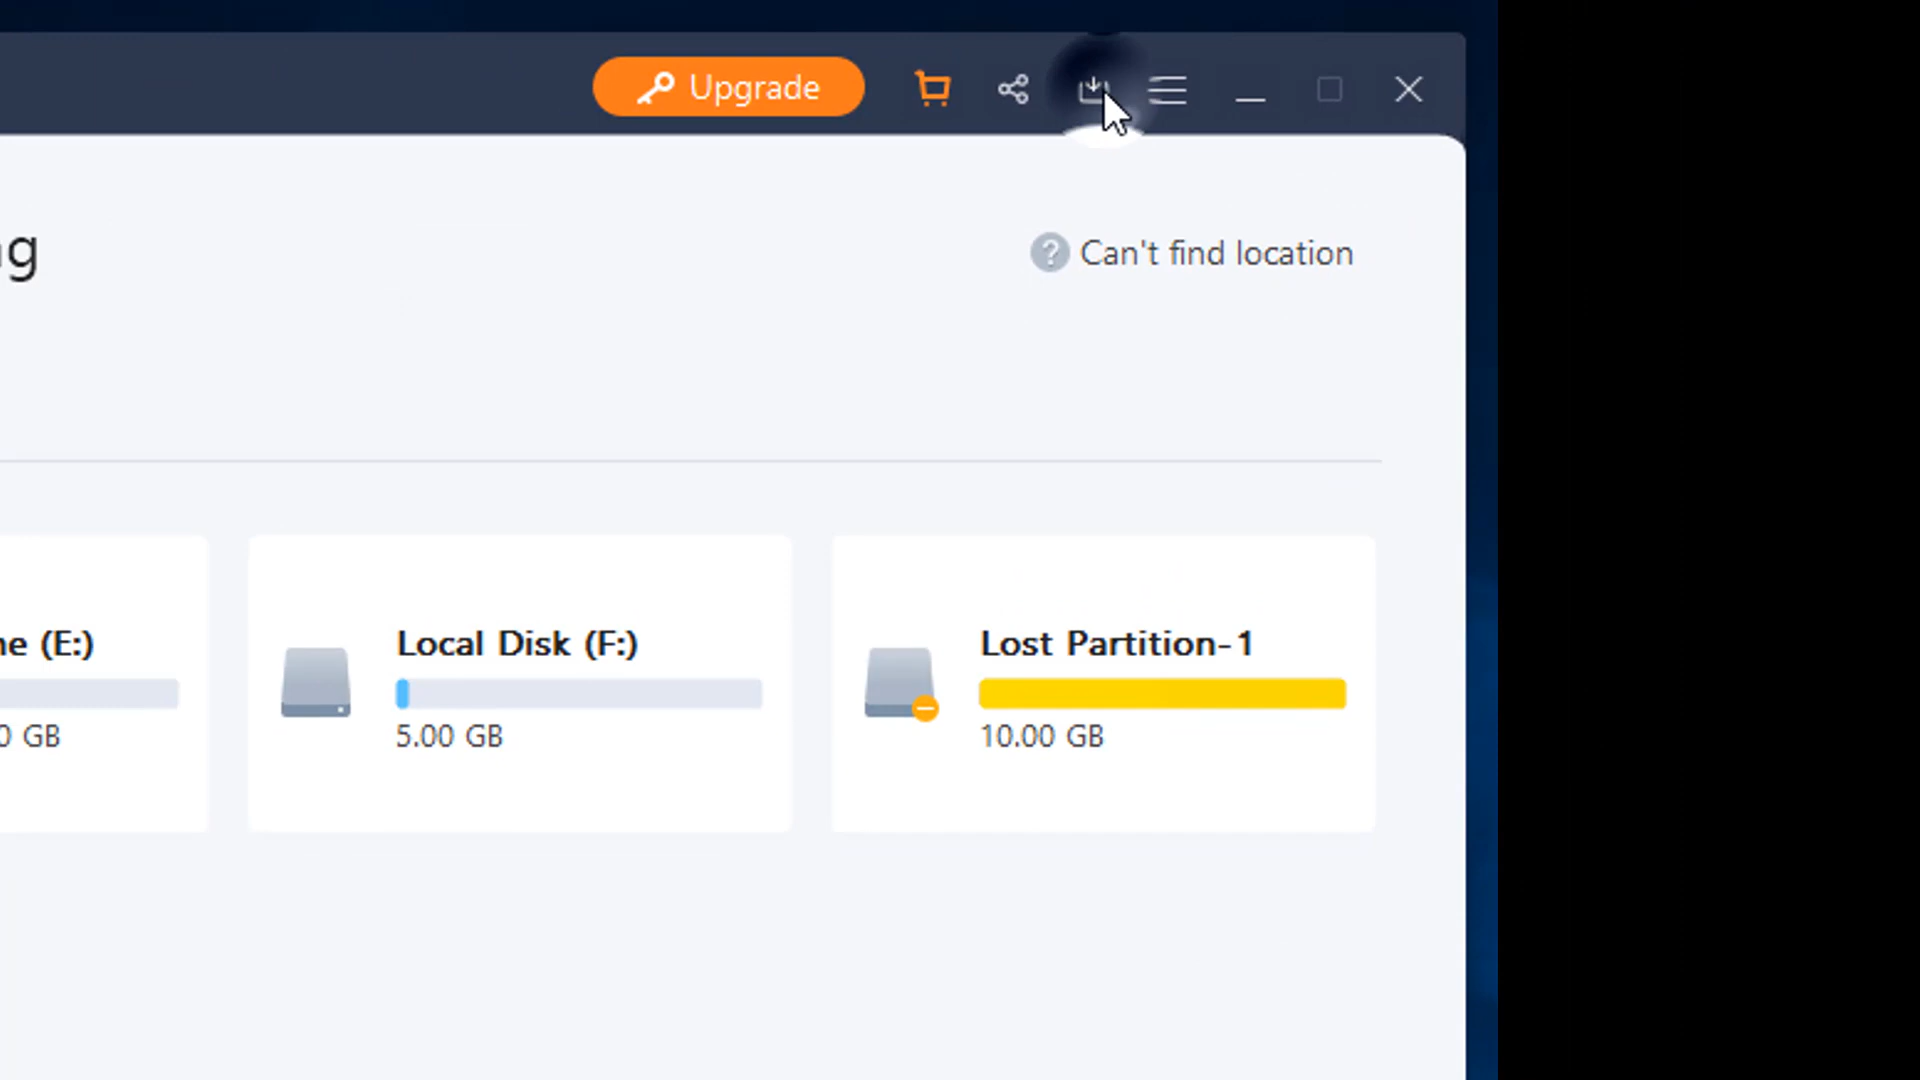 Upgrade
Can't find location
(E:)
Local Disk (F:)
Lost Partition-1
GB
5.00 GB
10.00 GB